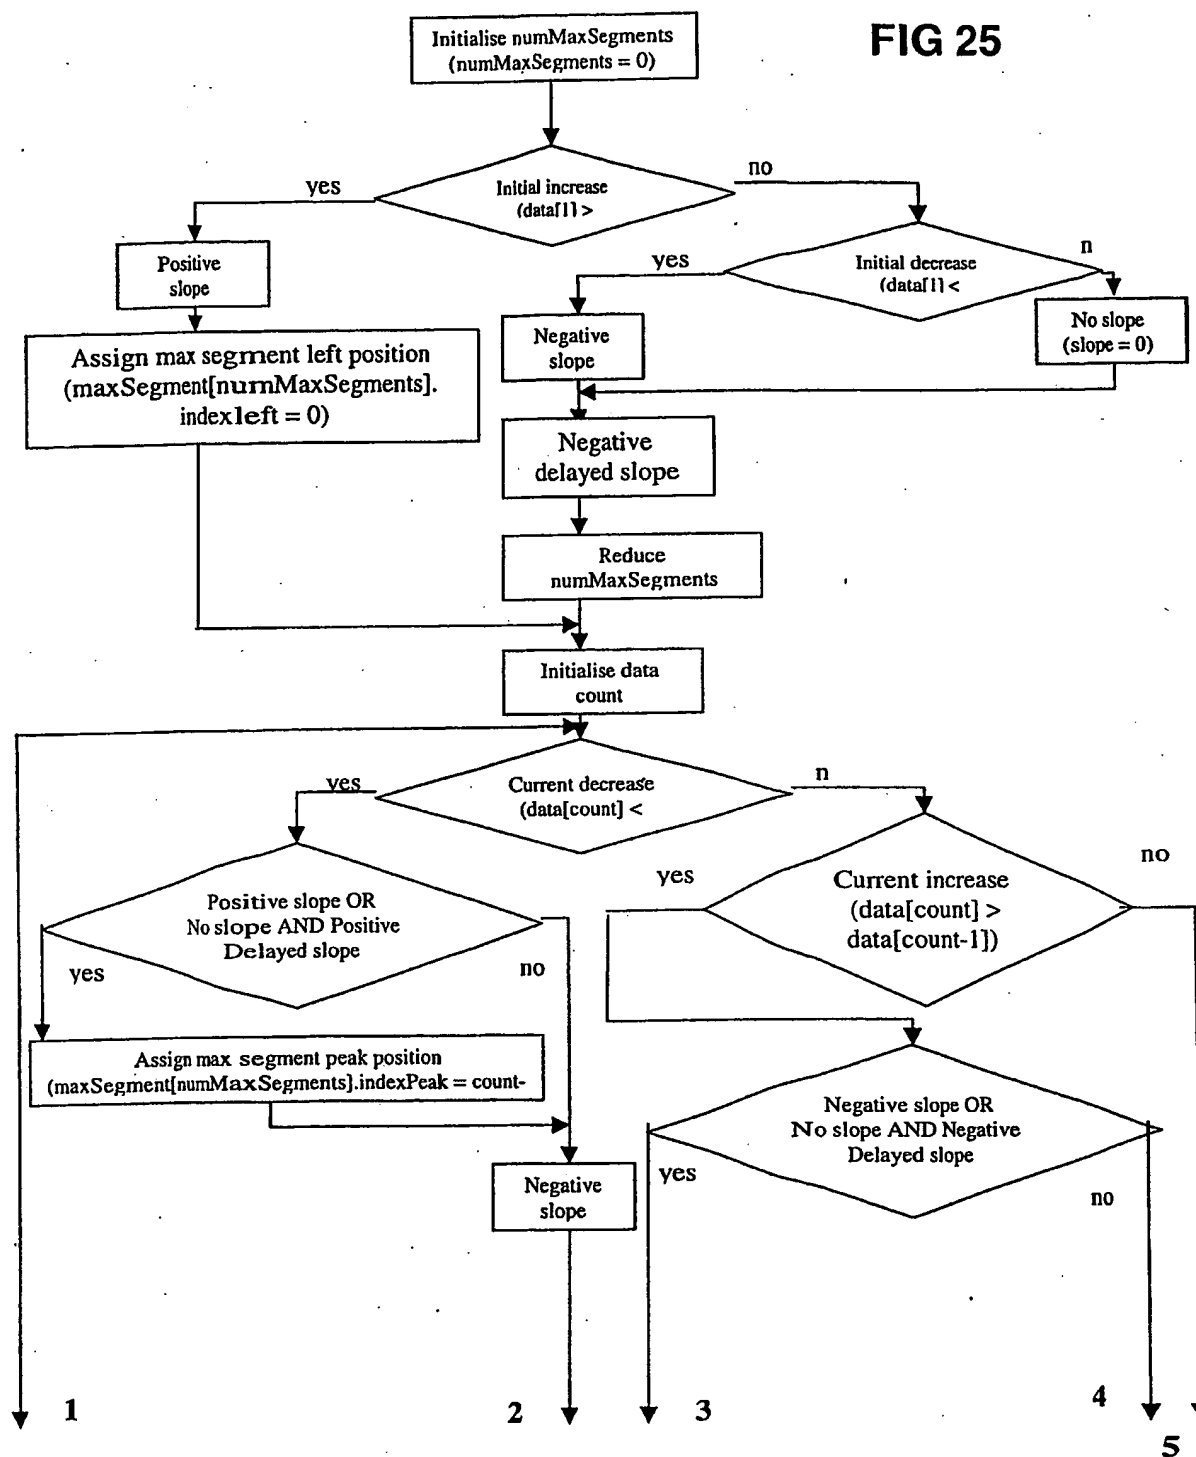 FIG 25
Initialise numMaxSegments
(numMaxSegments = 0)
yes
Initial increase
(data[1] >
no
Positive
slope
yes
Initial decrease
(data[1] <
n
Negative
slope
No slope
(slope = 0)
Assign max segment left position
(maxSegment[numMaxSegments].
indexleft = 0)
Negative
delayed slope
Reduce
numMaxSegments
Initialise data
count
yes
Current decrease
(data[count] <
n
Positive slope OR
No slope AND Positive
Delayed slope
yes
no
yes
Current increase
(data[count] >
data[count-1])
no
Assign max segment peak position
(maxSegment[numMaxSegments].indexPeak = count-
Negative slope OR
No slope AND Negative
Delayed slope
yes
no
Negative
slope
1
2
3
4
5